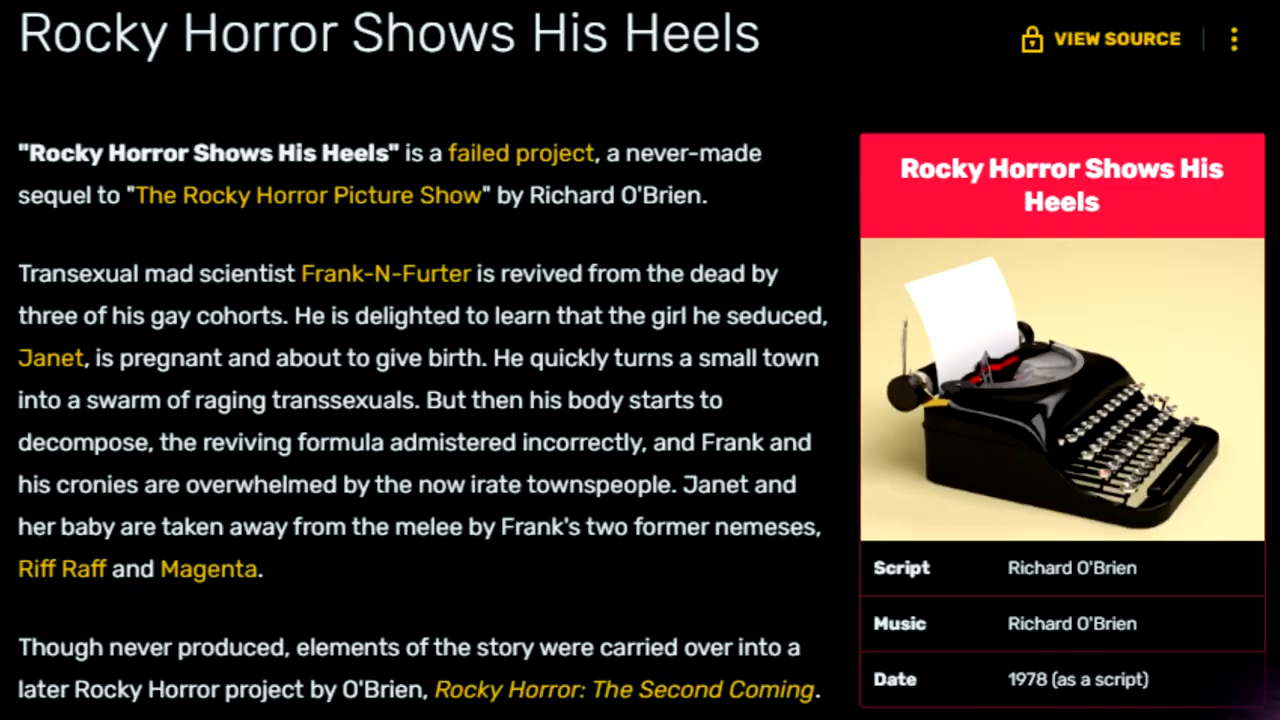 Rocky Horror Shows His Heels
VIEW SOURCE
"Rocky Horror Shows His Heels" is a failed project, a never-made
sequel to "The Rocky Horror Picture Show" by Richard O'Brien.
Transexual mad scientist Frank-N-Furter is revived from the dead by
three of his gay cohorts. He is delighted to learn that the girl he seduced,
Janet, is pregnant and about to give birth. He quickly turns a small town
into a swarm of raging transsexuals. But then his body starts to
decompose, the reviving formula admistered incorrectly, and Frank and
his cronies are overwhelmed by the now irate townspeople. Janet and
her baby are taken away from the melee by Frank's two former nemeses,
Riff Raff and Magenta.
Though never produced, elements of the story were carried over into a
later Rocky Horror project by O'Brien, Rocky Horror: The Second Coming.
Rocky Horror Shows His
Heels
Script Richard O'Brien
Music Richard O'Brien
Date 1978 (as a script)